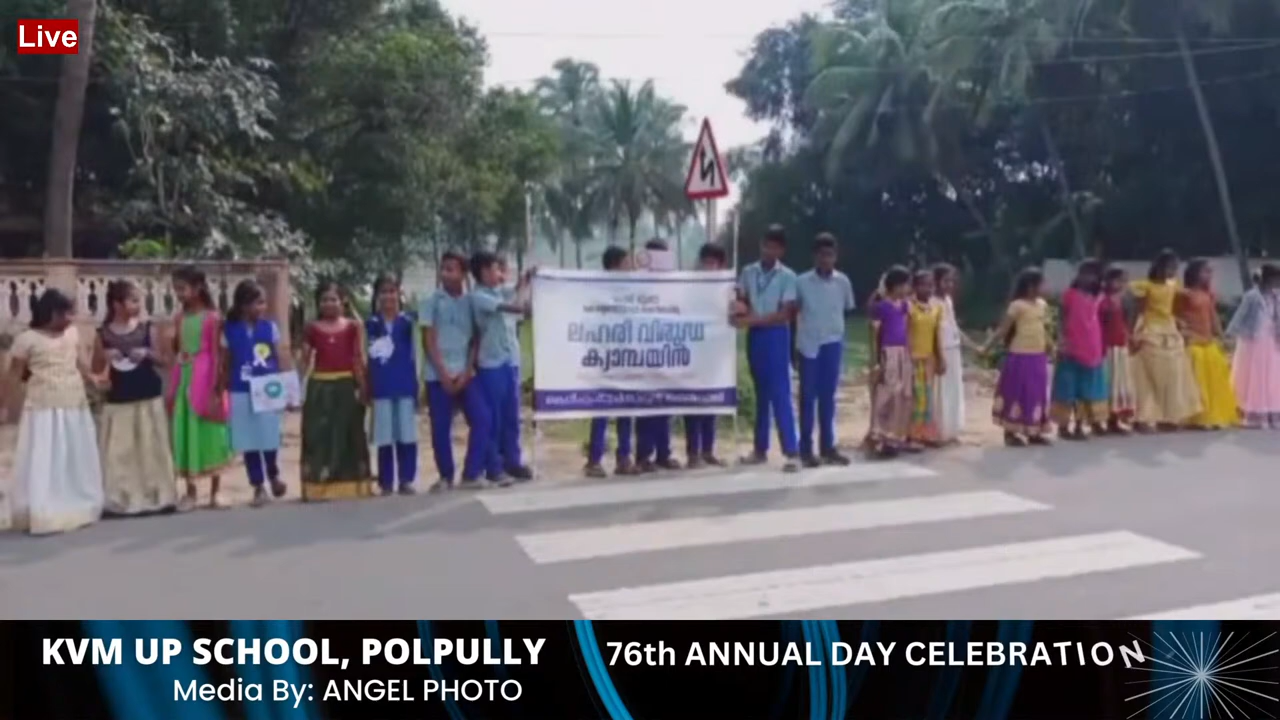 Live
ലഹരി വിരുദ്ധ
ക്യാമ്പയിൻ
KVM UP SCHOOL, POLPULLY
Media By: ANGEL PHOTO
76th ANNUAL DAY CELEBRATION